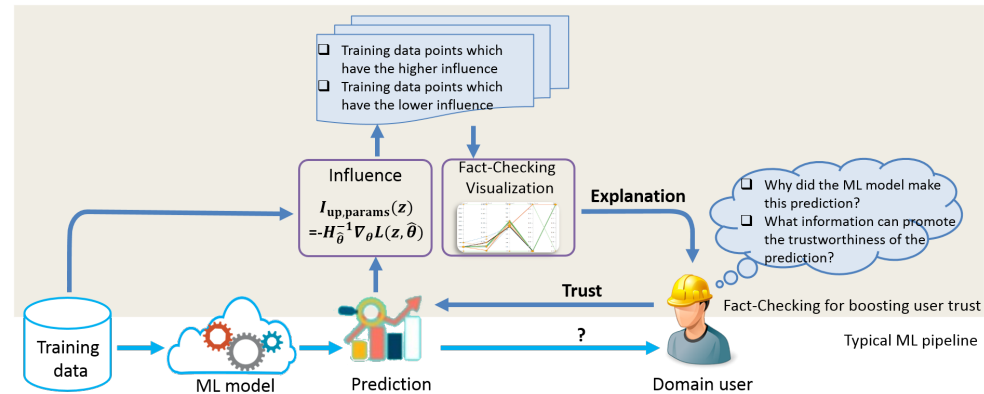 ❑ Training data points which
have the higher influence
❑ Training data points which
have the lower influence
Influence
I_up,params(z)
=-H_θ̂^{-1}∇_θL(z,θ̂)
Fact-Checking
Visualization
Explanation
❑ Why did the ML model make
this prediction?
❑ What information can promote
the trustworthiness of the
prediction?
Trust
Fact-Checking for boosting user trust
Training
data
ML model
Prediction
?
Domain user
Typical ML pipeline